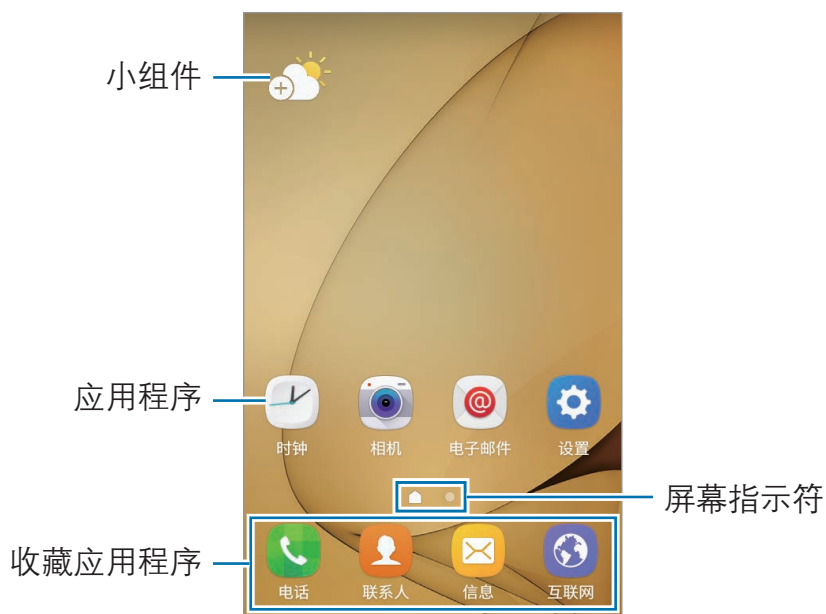 小组件
应用程序
时钟 相机 电子邮件 设置
屏幕指示符
收藏应用程序
电话 联系人 信息 互联网